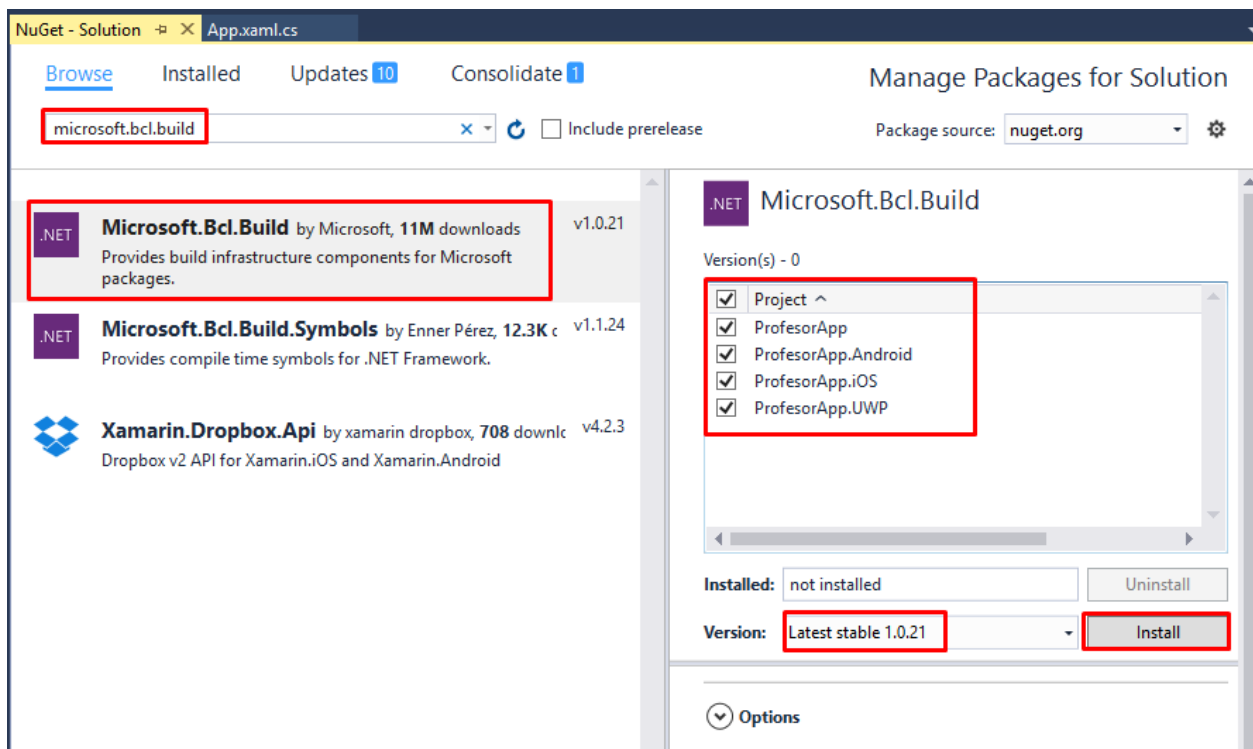 NuGet - Solution App.xaml.cs
Browse Installed Updates 10 Consolidate 1
Manage Packages for Solution
microsoft.bcl.build
Include prerelease
Package source: nuget.org
.NET
Microsoft.Bcl.Build by Microsoft, 11M downloads v1.0.21
Provides build infrastructure components for Microsoft
packages.
.NET
Microsoft.Bcl.Build.Symbols by Enner Pérez, 12.3K v1.1.24
Provides compile time symbols for .NET Framework.
Xamarin.Dropbox.Api by xamarin dropbox, 708 v4.2.3
Dropbox v2 API for Xamarin.iOS and Xamarin.Android
.NET
Microsoft.Bcl.Build
Version(s) - 0
Project
ProfesorApp
ProfesorApp.Android
ProfesorApp.iOS
ProfesorApp.UWP
Installed: not installed Uninstall
Version: Latest stable 1.0.21 Install
Options